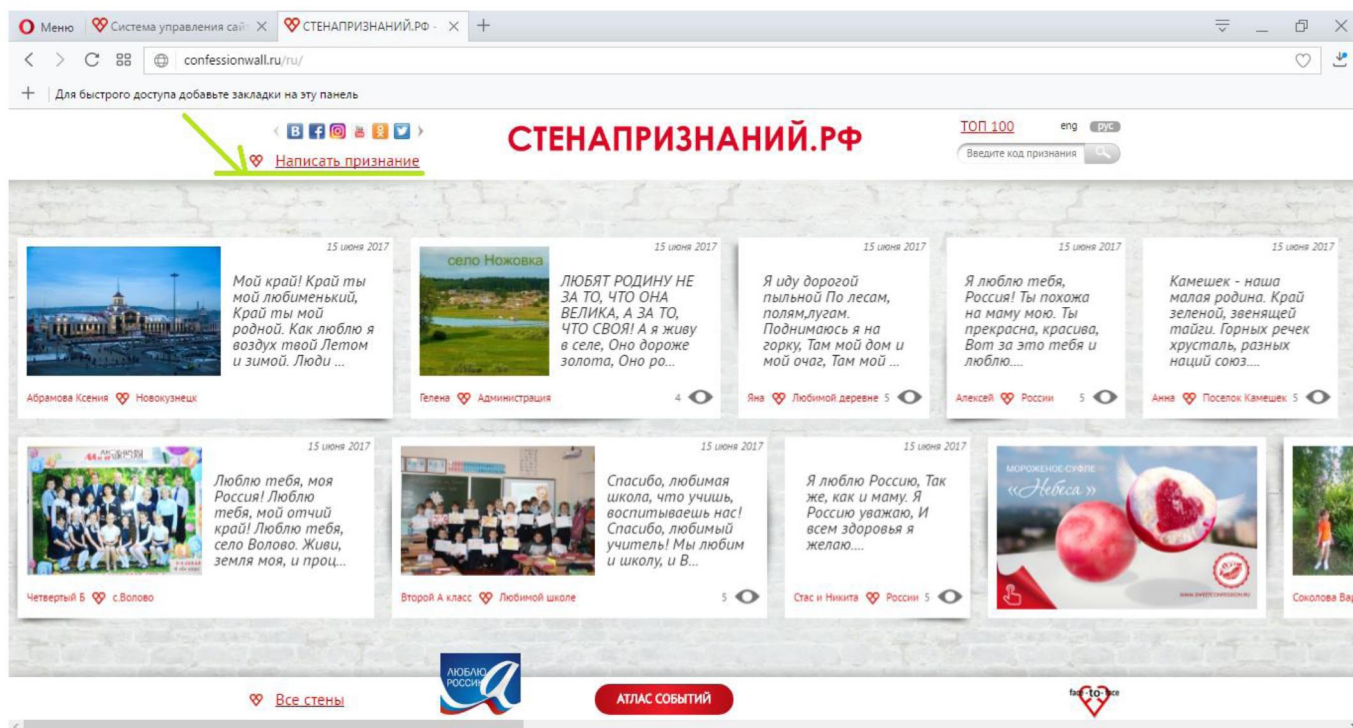 Меню
Система управления сай
СТЕНАПРИЗНАНИЙ.РФ -
confessionwall.ru/ru/
Для быстрого доступа добавьте закладки на эту панель
Написать признание
СТЕНАПРИЗНАНИЙ.РФ
ТОП 100
eng
рус
Введите код признания
15 июня 2017
Мой край! Край ты
мой любименький,
Край ты мой
родной. Как люблю я
воздух твой Летом
и зимой. Люди ...
Абрамова Ксения
Новокузнецк
село Ножовка
15 июня 2017
ЛЮБЯТ РОДИНУ НЕ
ЗА ТО, ЧТО ОНА
ВЕЛИКА, А ЗА ТО,
ЧТО СВОЯ! А я живу
в селе, Оно дороже
золота, Оно ро...
Гелена
Администрация
4
15 июня 2017
Я иду дорогой
пыльной По лесам,
полям,лугам.
Поднимаюсь я на
горку, Там мой дом и
мой очаг, Там мой ...
Яна
Любимой деревне
5
15 июня 2017
Я люблю тебя,
Россия! Ты похожа
на маму мою. Ты
прекрасна, красива,
Вот за это тебя и
люблю....
Алексей
России
5
15 июня 2017
Камешек - наша
малая родина. Край
зеленой, звенящей
тайги. Горных речек
хрусталь, разных
наций союз....
Анна
Поселок Камешек
5
15 июня 2017
Люблю тебя, моя
Россия! Люблю
тебя, мой отчий
край! Люблю тебя,
село Волово. Живи,
земля моя, и проц...
Четвертый Б
с.Волово
15 июня 2017
Спасибо, любимая
школа, что учишь,
воспитываешь нас!
Спасибо, любимый
учитель! Мы любим
и школу, и В...
Второй А класс
Любимой школе
5
15 июня 2017
Я люблю Россию, Так
же, как и маму. Я
Россию уважаю, И
всем здоровья я
желаю....
Стас и Никита
России
5
МОРОЖЕНОЕ-СУФЛЕ
«Небеса»
Соколова Вар
Все стены
ЛЮБЛЮ
РОССИЮ
АТЛАС СОБЫТИЙ
face-to-face